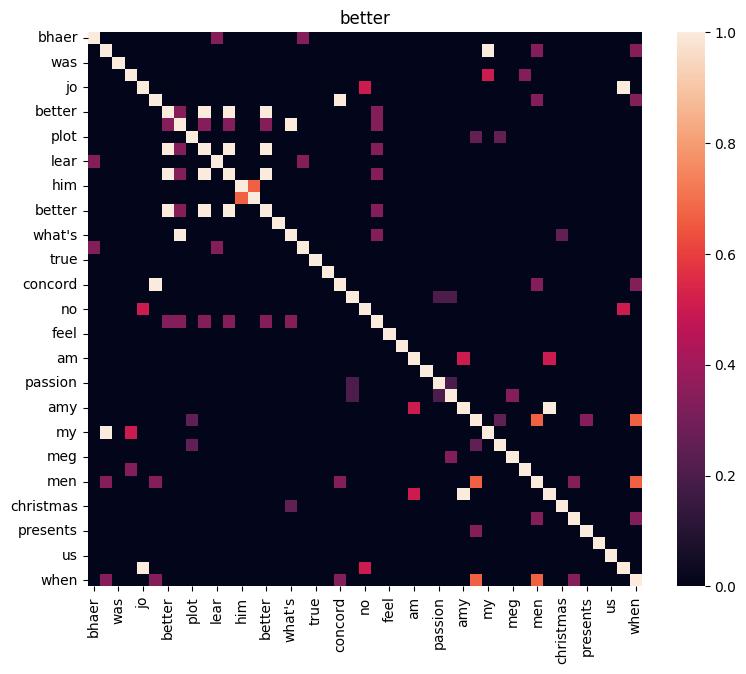 better
bhaer
was
jo
better
plot
lear
him
better
what's
true
concord
no
feel
am
passion
amy
my
meg
men
christmas
presents
us
when
1.0
0.8
0.6
0.4
0.2
0.0
bhaer was jo better plot lear him better what's true concord no feel am passion amy my meg men christmas presents us when